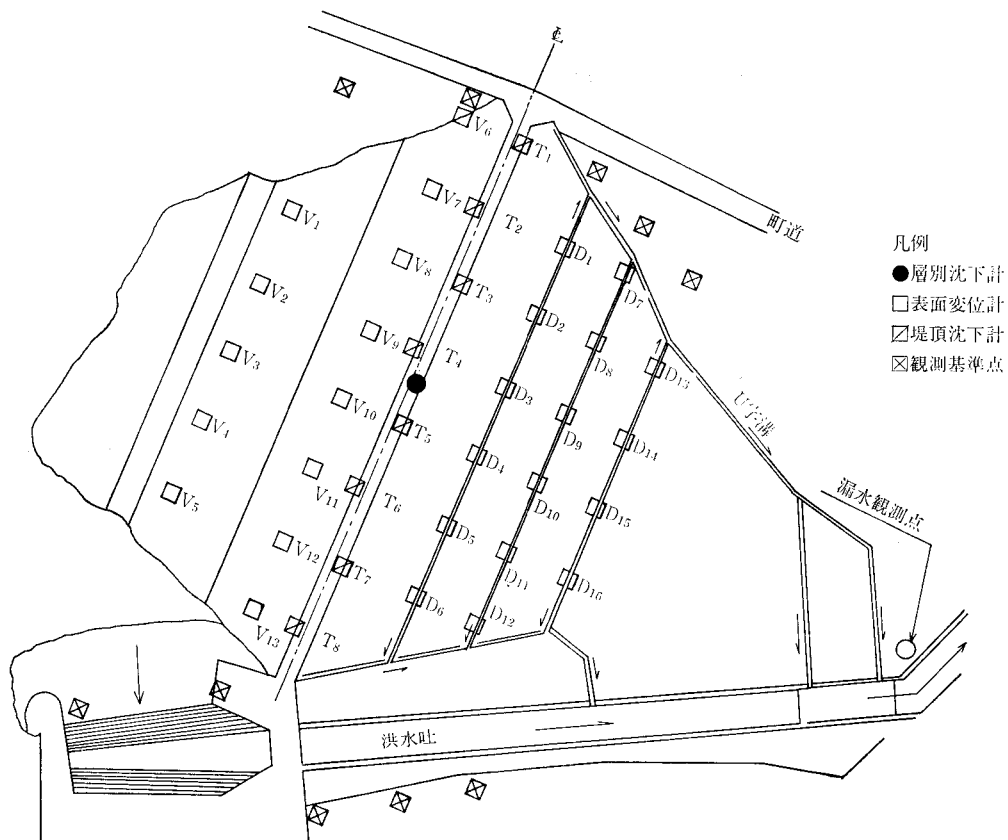 ℄
V6
T1
町道
V7
T2
V1
D1
凡例
●層別沈下計
□表面変位計
〼堤頂沈下計
⊠観測基準点
V8
T3
D7
V2
D2
V9
T4
D8
D13
V3
D3
U字溝
V10
T5
D9
D14
V4
D4
V11
T6
D10
D15
漏水観測点
V5
D5
V12
T7
D11
D16
D6
D12
V13
T8
洪水吐